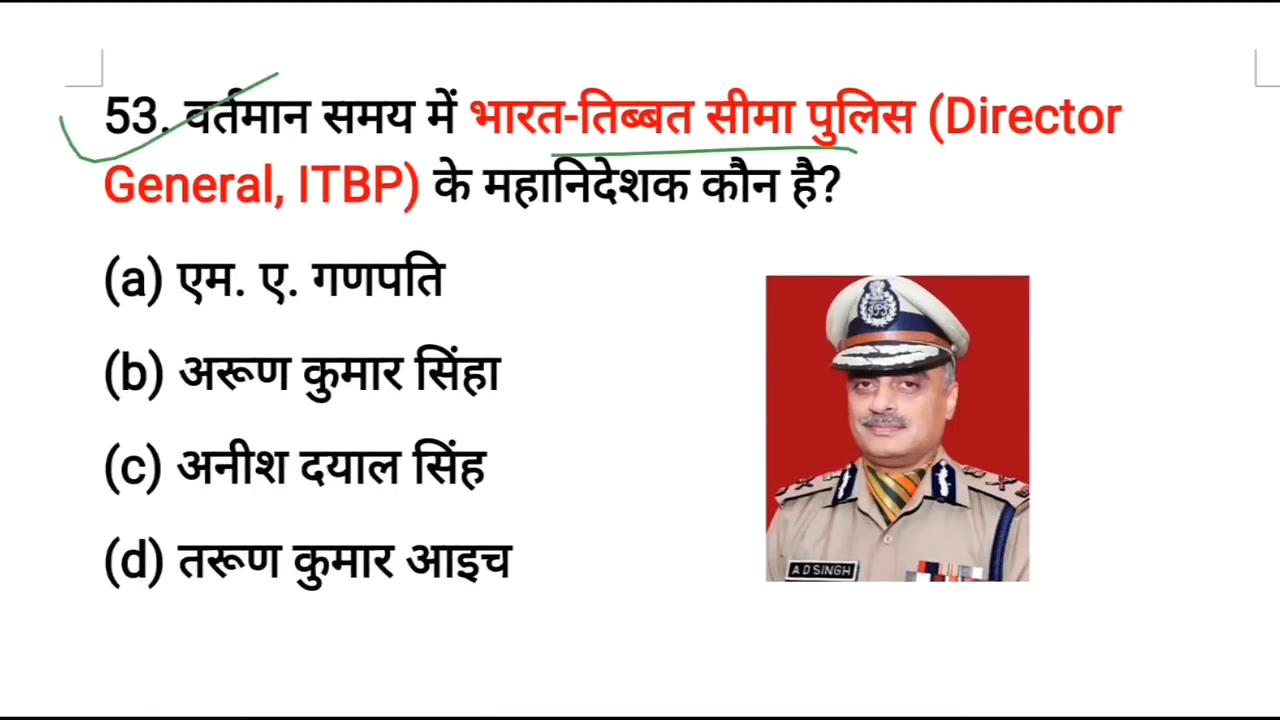 53. वर्तमान समय में भारत-तिब्बत सीमा पुलिस (Director
General, ITBP) के महानिदेशक कौन है?
(a) एम. ए. गणपति
(b) अरूण कुमार सिंहा
(c) अनीश दयाल सिंह
(d) तरूण कुमार आइच
A D SINGH